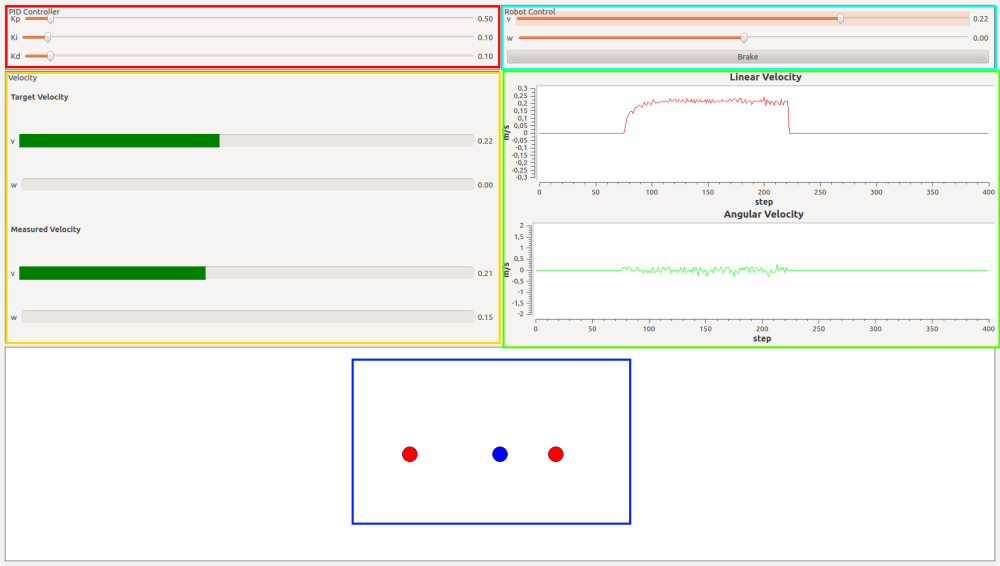 PID Controller
Kp 0.50
Ki 0.10
Kd 0.10
Robot Control
v 0.22
w 0.00
Brake
Velocity
Target Velocity
v 0.22
w 0.00
Measured Velocity
v 0.21
w 0.15
Linear Velocity
0,3
0,25
0,2
0,15
0,1
0,05
0
-0,05
-0,1
-0,15
-0,2
-0,25
-0,3
m/s
0 50 100 150 200 250 300 350 400
step
Angular Velocity
2
1,5
1
0,5
0
-0,5
-1
-1,5
-2
m/s
0 50 100 150 200 250 300 350 400
step